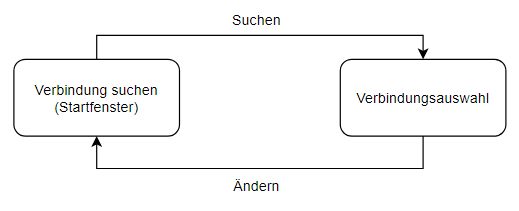 Suchen
Verbindung suchen
(Startfenster)
Verbindungsauswahl
Ändern